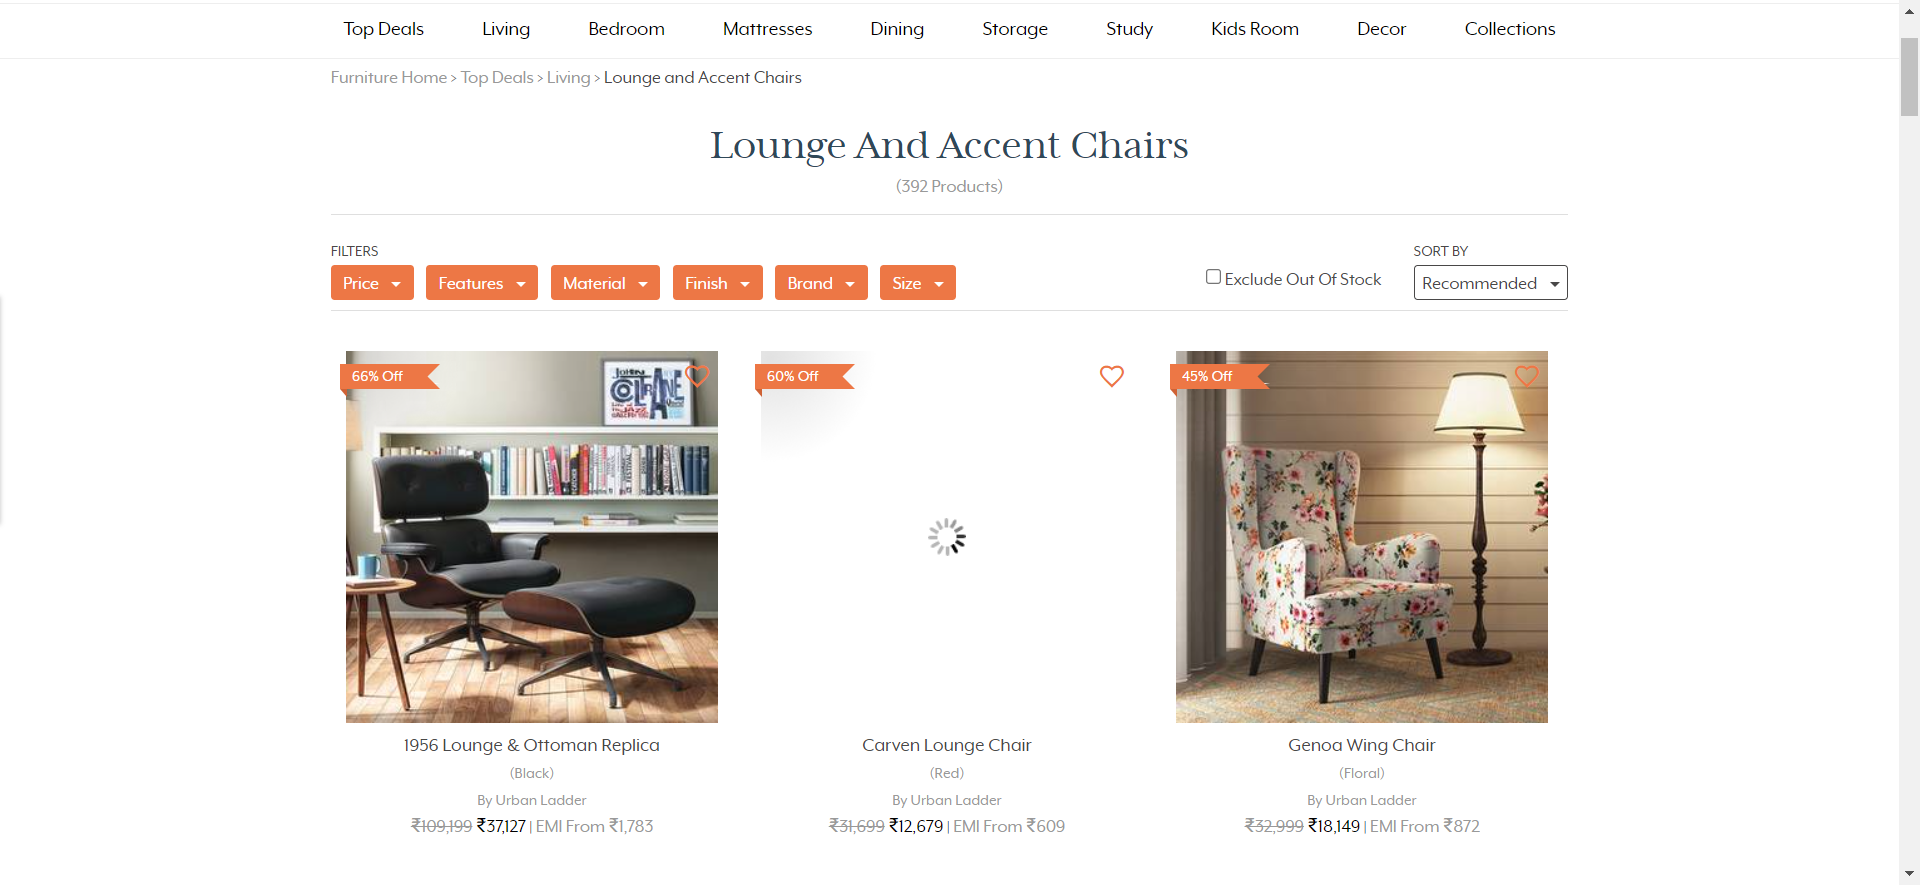 Top Deals Living Bedroom Mattresses Dining Storage Study Kids Room Decor Collections
Furniture Home > Top Deals > Living > Lounge and Accent Chairs
Lounge And Accent Chairs
(392 Products)
FILTERS
SORT BY
Price Features Material Finish Brand Size
Exclude Out Of Stock
Recommended
66% Off
60% Off
45% Off
JOHN
COLTRANE
JAZZ
1956 Lounge & Ottoman Replica
(Black)
By Urban Ladder
₹109,199 ₹37,127 | EMI From ₹1,783
Carven Lounge Chair
(Red)
By Urban Ladder
₹31,699 ₹12,679 | EMI From ₹609
Genoa Wing Chair
(Floral)
By Urban Ladder
₹32,999 ₹18,149 | EMI From ₹872